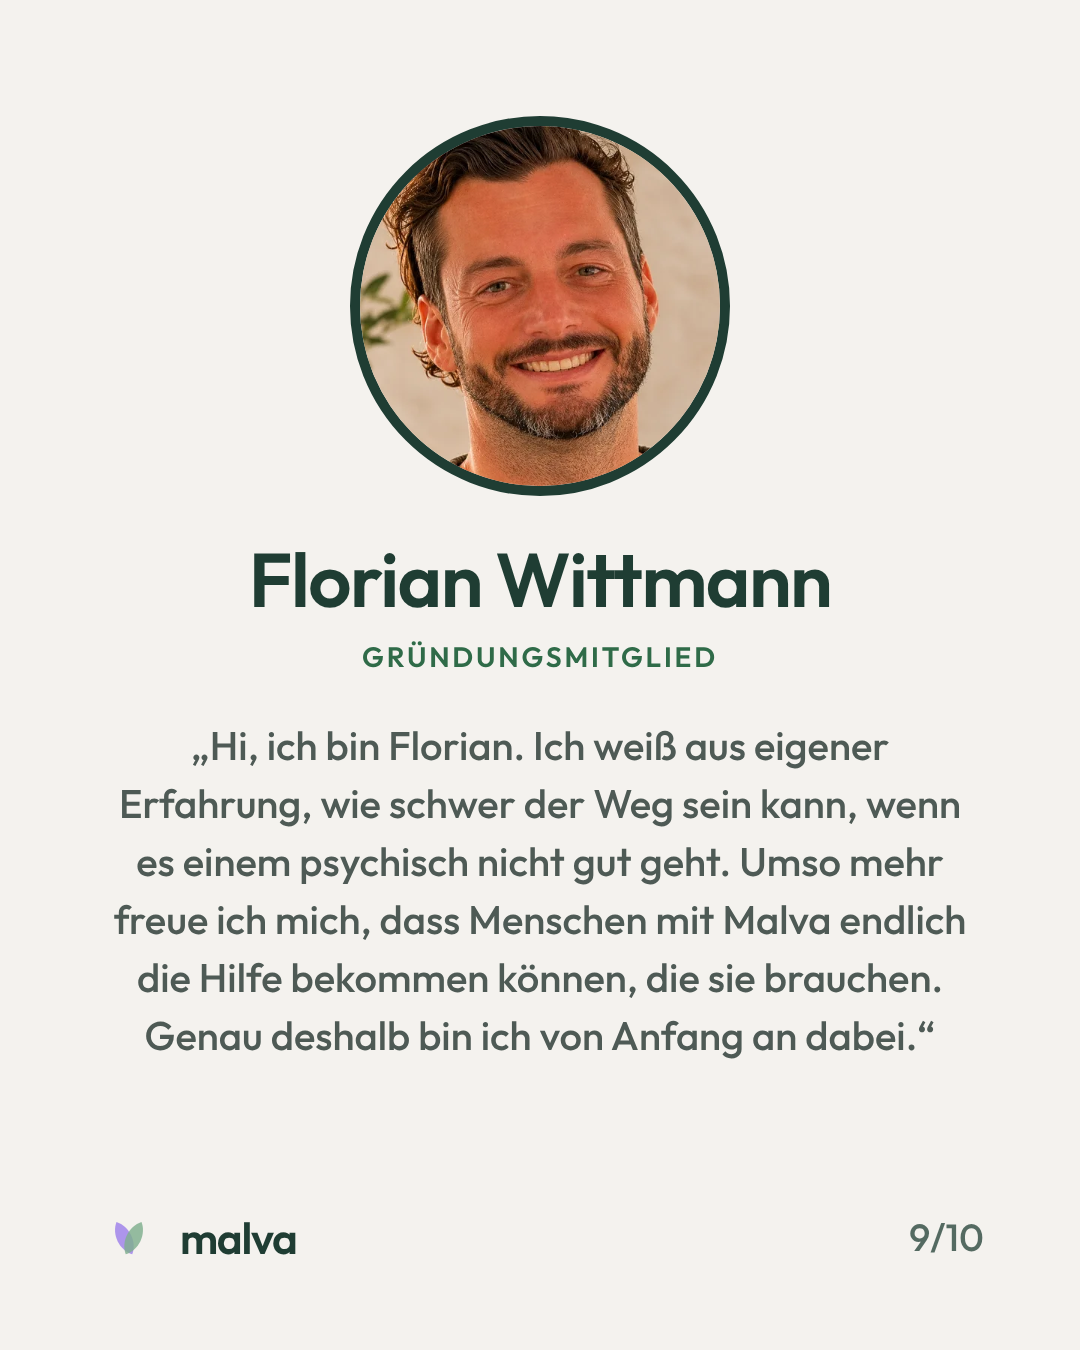 Florian Wittmann
GRÜNDUNGSMITGLIED
„Hi, ich bin Florian. Ich weiß aus eigener
Erfahrung, wie schwer der Weg sein kann, wenn
es einem psychisch nicht gut geht. Umso mehr
freue ich mich, dass Menschen mit Malva endlich
die Hilfe bekommen können, die sie brauchen.
Genau deshalb bin ich von Anfang an dabei.“
malva
9/10